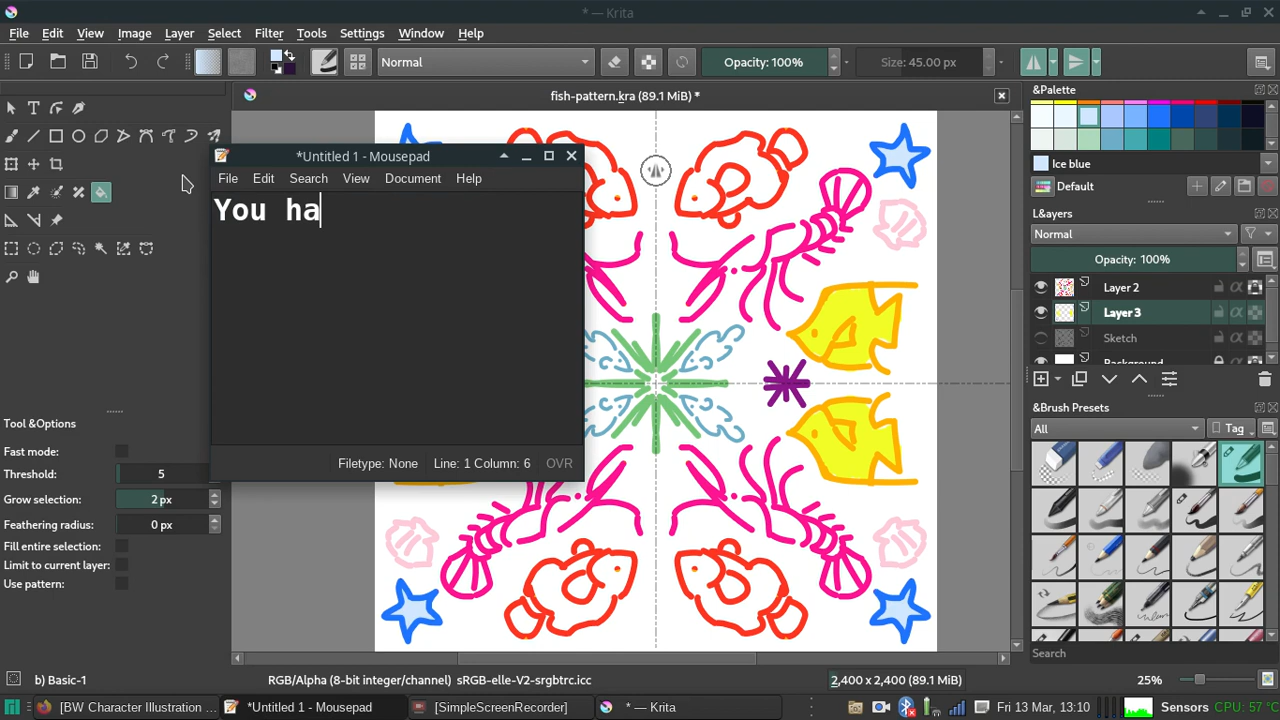 * — Krita
File Edit View Image Layer Select Filter Tools Settings Window Help
Normal Opacity: 100% Size: 45.00 px
fish-pattern.kra (89.1 MiB) *
*Untitled 1 - Mousepad
File Edit Search View Document Help
You ha
Filetype: None Line: 1 Column: 6 OVR
Tool &Options
Fast mode:
Threshold: 5
Grow selection: 2 px
Feathering radius: 0 px
Fill entire selection:
Limit to current layer:
Use pattern:
&Palette
Ice blue
Default
L&ayers
Normal
Opacity: 100%
Layer 2
Layer 3
Sketch
Background
&Brush Presets
All Tag
Search
b) Basic-1 RGB/Alpha (8-bit integer/channel) sRGB-elle-V2-srgbtrc.icc 2,400 x 2,400 (89.1 MiB) 25%
[BW Character Illustration ... *Untitled 1 - Mousepad [SimpleScreenRecorder] * — Krita Fri 13 Mar, 13:10 Sensors CPU: 57 °